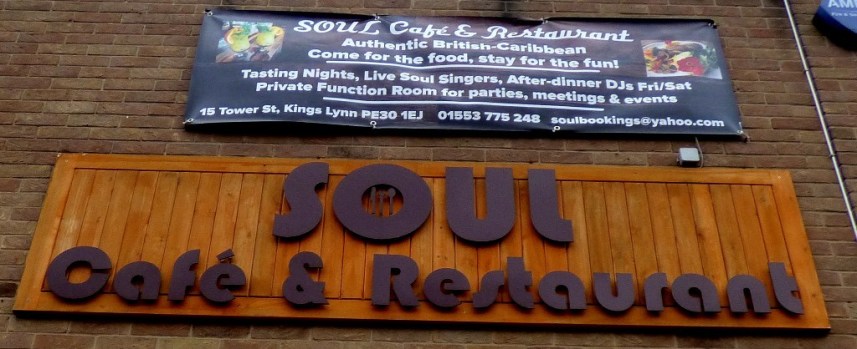 SOUL Café & Restaurant
Authentic British-Caribbean
Come for the food, stay for the fun!
Tasting Nights, Live Soul Singers, After-dinner DJs Fri/Sat
Private Function Room for parties, meetings & events
15 Tower St, Kings Lynn PE30 1EJ 01553 775 248 soulbookings@yahoo.com
SOUL
Café & Restaurant